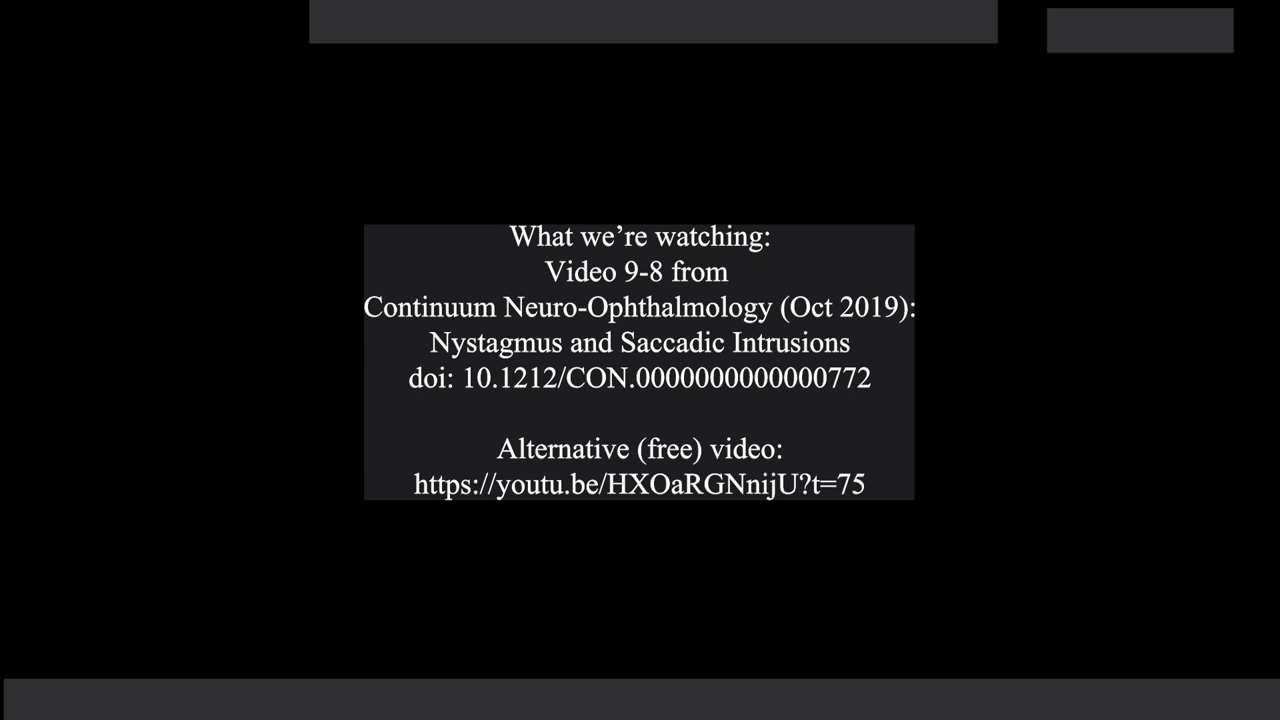 What we’re watching:
Video 9-8 from
Continuum Neuro-Ophthalmology (Oct 2019):
Nystagmus and Saccadic Intrusions
doi: 10.1212/CON.0000000000000772
Alternative (free) video:
https://youtu.be/HXOaRGNnijU?t=75